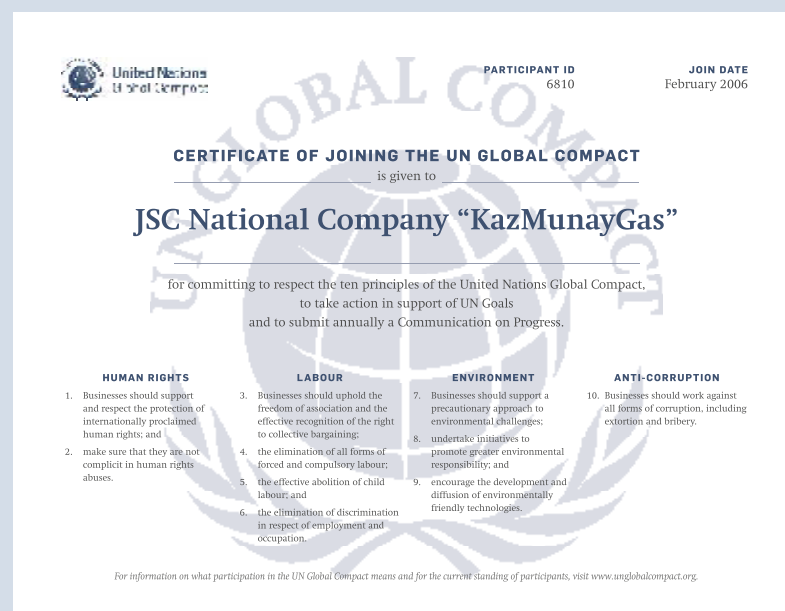 United Nations
Global Compact
PARTICIPANT ID
6810
JOIN DATE
February 2006
UN GLOBAL COMPACT
CERTIFICATE OF JOINING THE UN GLOBAL COMPACT
is given to
JSC National Company “KazMunayGas”
for committing to respect the ten principles of the United Nations Global Compact,
to take action in support of UN Goals
and to submit annually a Communication on Progress.
HUMAN RIGHTS
1. Businesses should support
and respect the protection of
internationally proclaimed
human rights; and
2. make sure that they are not
complicit in human rights
abuses.
LABOUR
3. Businesses should uphold the
freedom of association and the
effective recognition of the right
to collective bargaining;
4. the elimination of all forms of
forced and compulsory labour;
5. the effective abolition of child
labour; and
6. the elimination of discrimination
in respect of employment and
occupation.
ENVIRONMENT
7. Businesses should support a
precautionary approach to
environmental challenges;
8. undertake initiatives to
promote greater environmental
responsibility; and
9. encourage the development and
diffusion of environmentally
friendly technologies.
ANTI-CORRUPTION
10. Businesses should work against
all forms of corruption, including
extortion and bribery.
For information on what participation in the UN Global Compact means and for the current standing of participants, visit www.unglobalcompact.org.